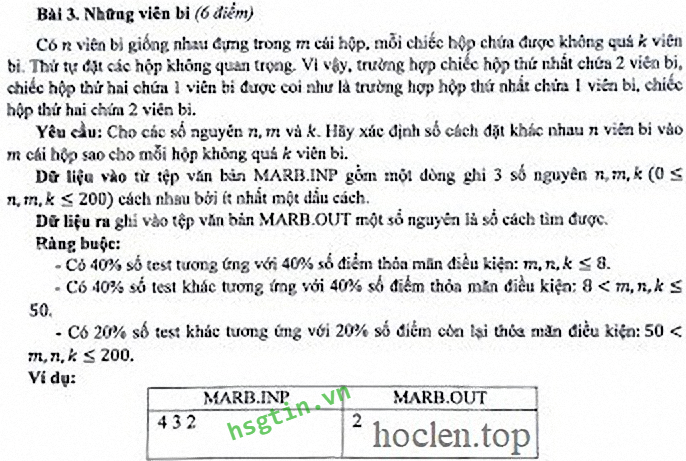 Bài 3. Những viên bi (6 điểm)
Có n viên bi giống nhau đựng trong m cái hộp, mỗi chiếc hộp chứa được không quá k viên
bi. Thứ tự đặt các hộp không quan trọng. Vì vậy, trường hợp chiếc hộp thứ nhất chứa 2 viên bi,
chiếc hộp thứ hai chứa 1 viên bi được coi như là trường hợp hộp thứ nhất chứa 1 viên bi, chiếc
hộp thứ hai chứa 2 viên bi.
Yêu cầu: Cho các số nguyên n, m và k. Hãy xác định số cách đặt khác nhau n viên bi vào
m cái hộp sao cho mỗi hộp không quá k viên bi.
Dữ liệu vào từ tệp văn bản MARB.INP gồm một dòng ghi 3 số nguyên n, m, k (0 ≤
n, m, k ≤ 200) cách nhau bởi ít nhất một dấu cách.
Dữ liệu ra ghi vào tệp văn bản MARB.OUT một số nguyên là số cách tìm được.
Ràng buộc:
- Có 40% số test tương ứng với 40% số điểm thỏa mãn điều kiện: m, n, k ≤ 8.
- Có 40% số test khác tương ứng với 40% số điểm thỏa mãn điều kiện: 8 < m, n, k ≤
50.
- Có 20% số test khác tương ứng với 20% số điểm còn lại thỏa mãn điều kiện: 50 <
m, n, k ≤ 200.
Ví dụ:
MARB.INP MARB.OUT
4 3 2 2
hsgtin.vn
hoclen.top